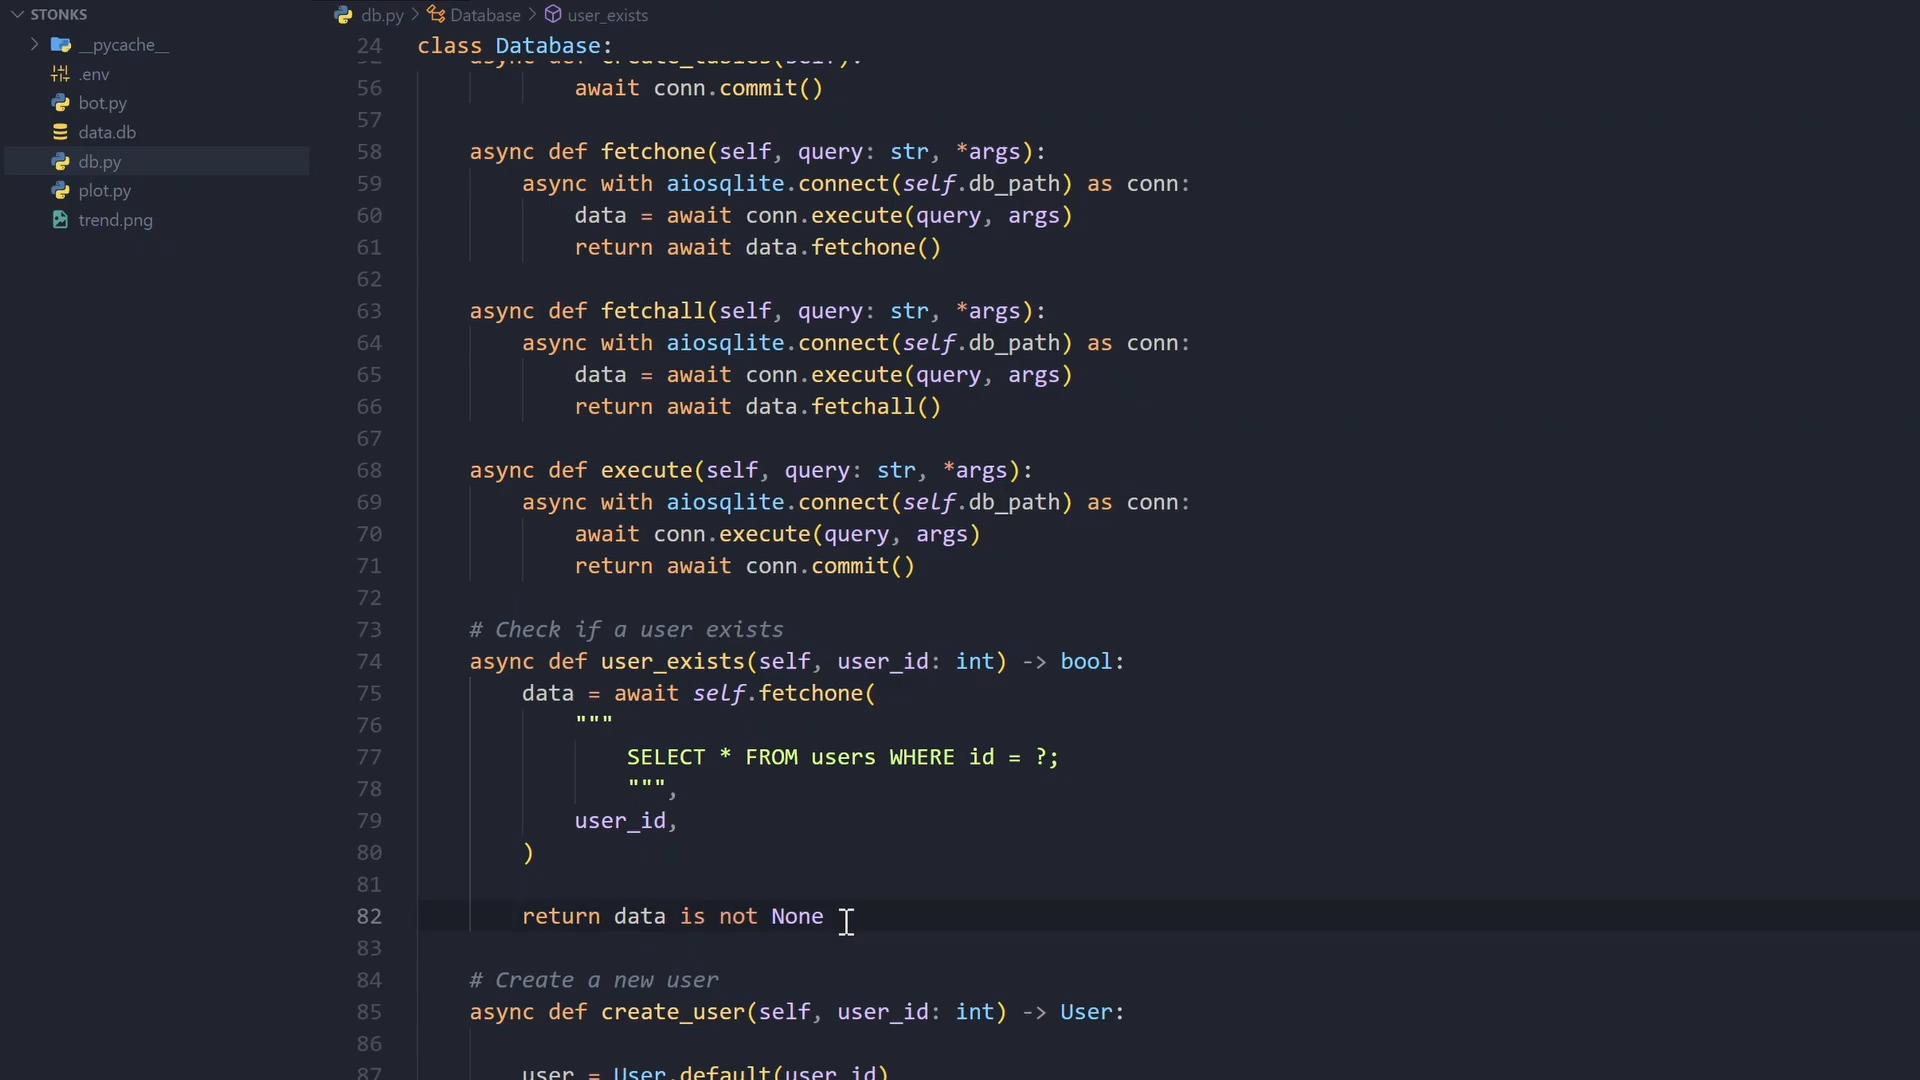 STONKS
__pycache__
.env
bot.py
data.db
db.py
plot.py
trend.png
db.py > Database > user_exists
24 class Database:
52 async def create_tables(self):
56 await conn.commit()
57
58 async def fetchone(self, query: str, *args):
59 async with aiosqlite.connect(self.db_path) as conn:
60 data = await conn.execute(query, args)
61 return await data.fetchone()
62
63 async def fetchall(self, query: str, *args):
64 async with aiosqlite.connect(self.db_path) as conn:
65 data = await conn.execute(query, args)
66 return await data.fetchall()
67
68 async def execute(self, query: str, *args):
69 async with aiosqlite.connect(self.db_path) as conn:
70 await conn.execute(query, args)
71 return await conn.commit()
72
73 # Check if a user exists
74 async def user_exists(self, user_id: int) -> bool:
75 data = await self.fetchone(
76 """
77 SELECT * FROM users WHERE id = ?;
78 """,
79 user_id,
80 )
81
82 return data is not None
83
84 # Create a new user
85 async def create_user(self, user_id: int) -> User:
86
87 user = User.default(user_id)